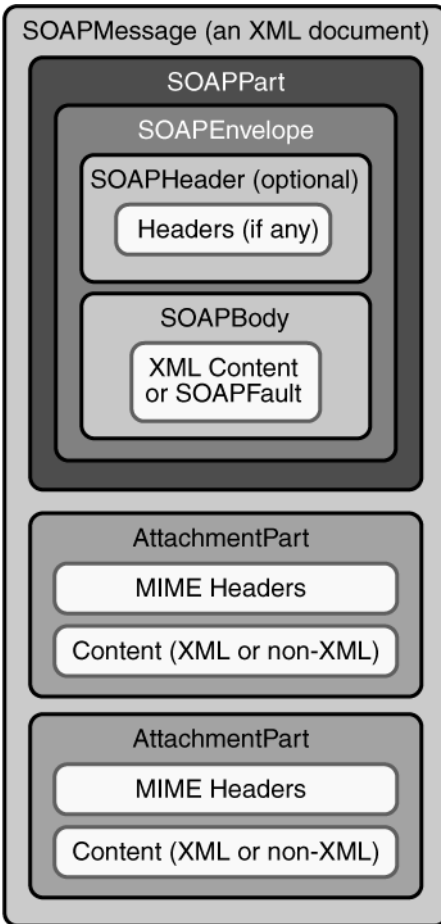 SOAPMessage (an XML document)
SOAPPart
SOAPEnvelope
SOAPHeader (optional)
Headers (if any)
SOAPBody
XML Content
or SOAPFault
AttachmentPart
MIME Headers
Content (XML or non-XML)
AttachmentPart
MIME Headers
Content (XML or non-XML)